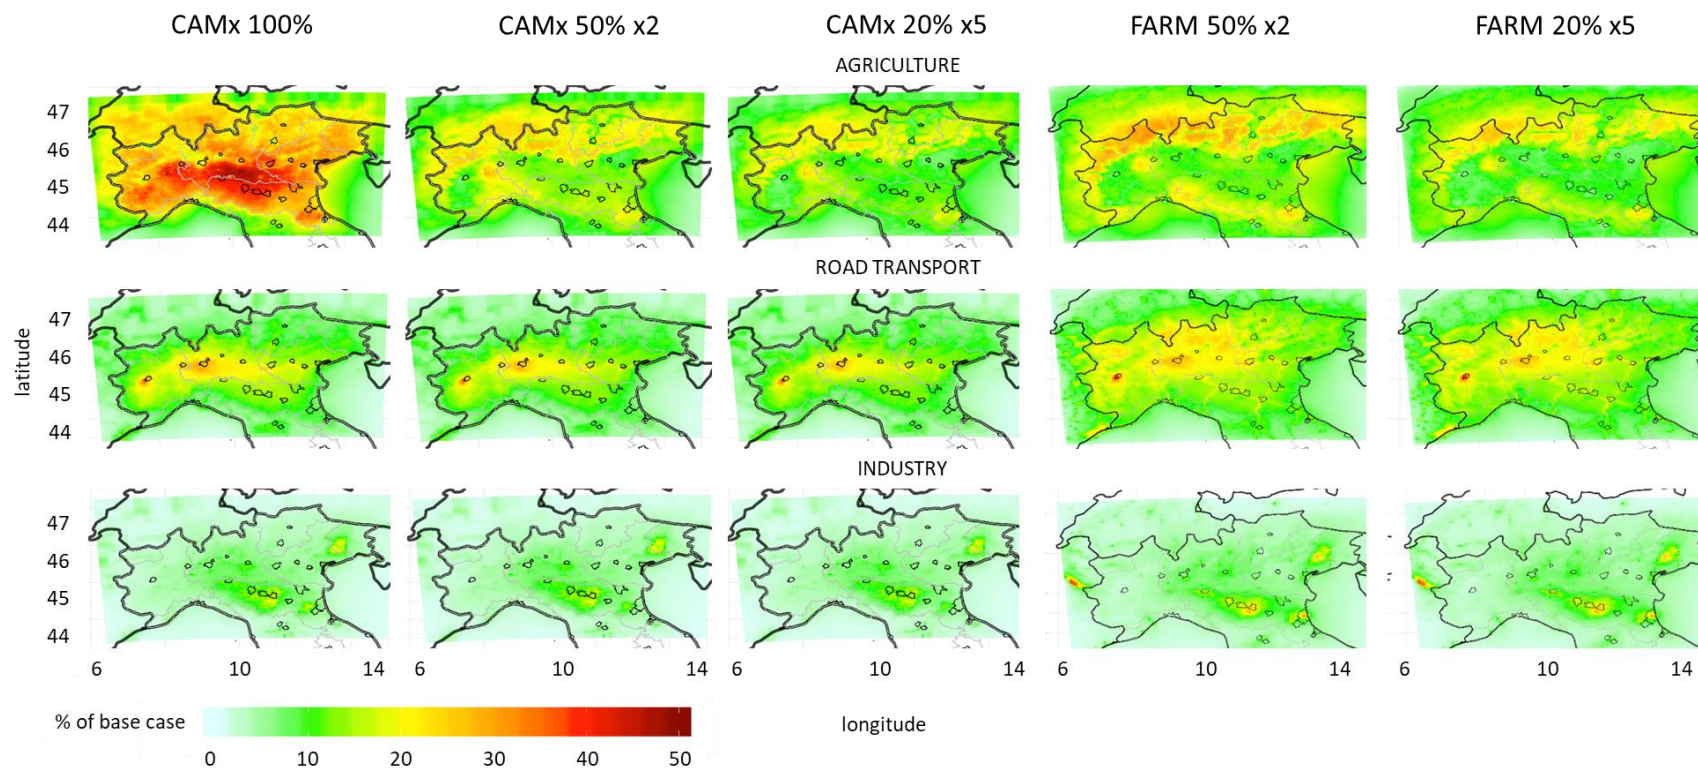 CAMx 100% CAMx 50% x2 CAMx 20% x5 FARM 50% x2 FARM 20% x5
AGRICULTURE
47
46
45
44
ROAD TRANSPORT
latitude
47
46
45
44
INDUSTRY
47
46
45
44
6 10 14 6 10 14 6 10 14 6 10 14 6 10 14
% of base case
longitude
0 10 20 30 40 50